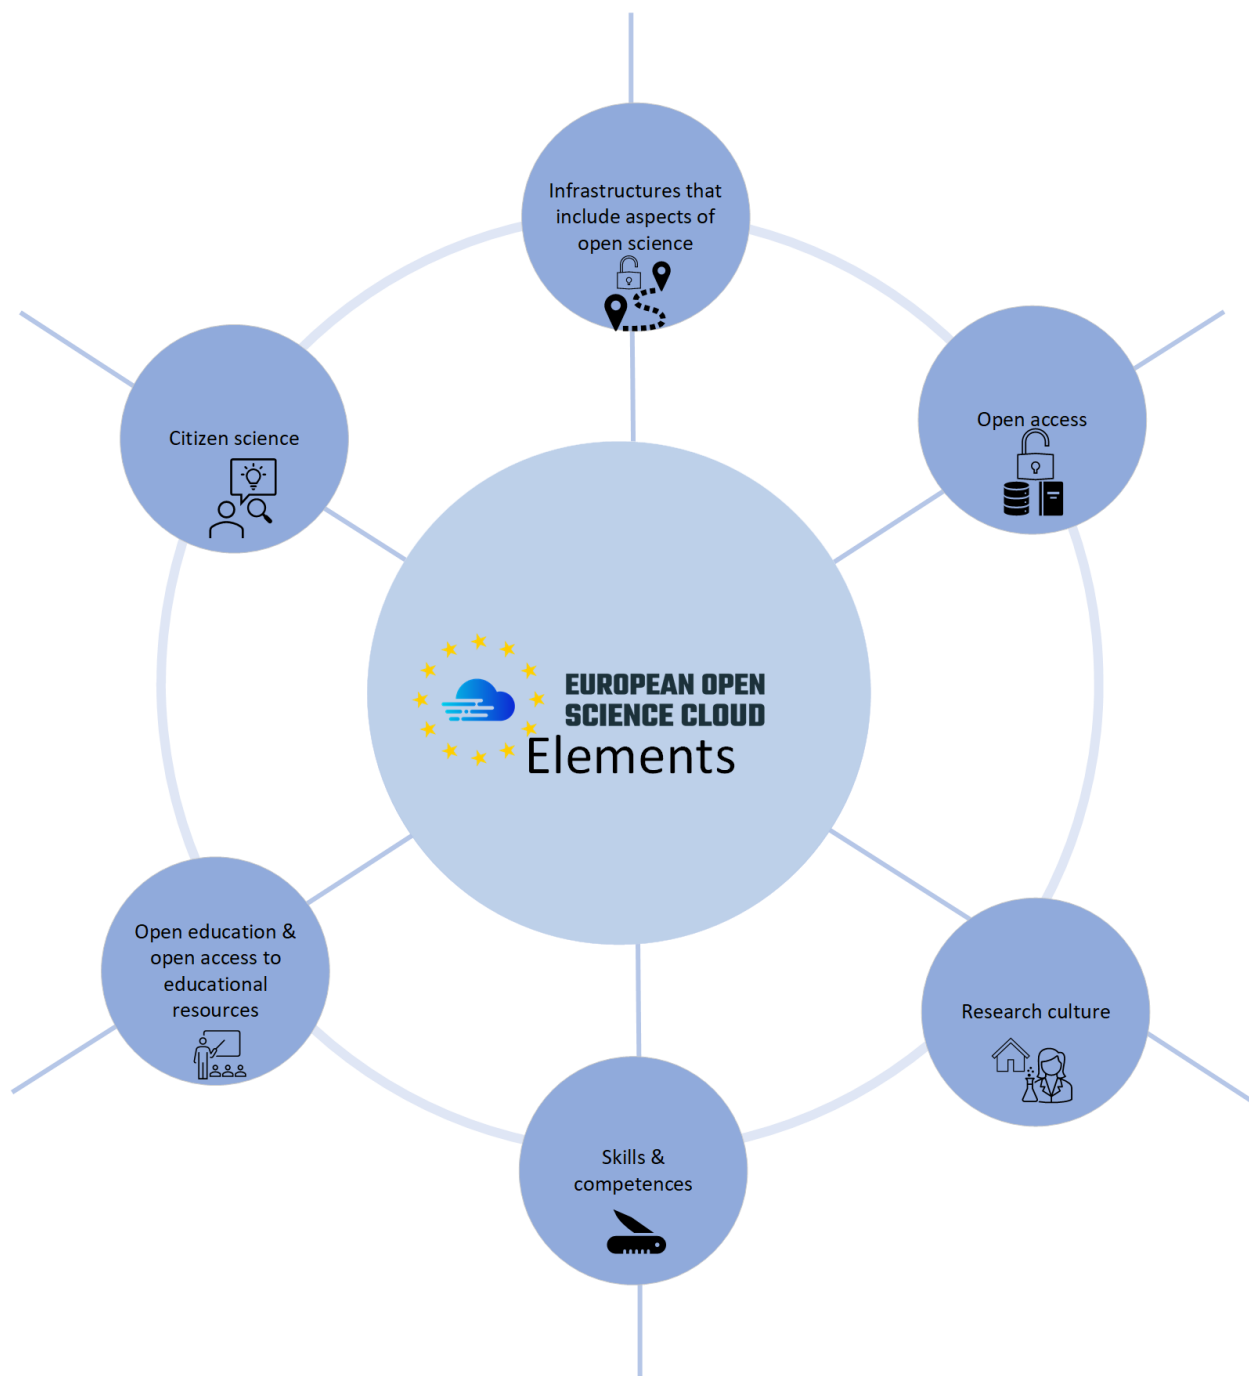 Infrastructures that
include aspects of
open science
Open access
Citizen science
EUROPEAN OPEN
SCIENCE CLOUD
Elements
Open education &
open access to
educational
resources
Research culture
Skills &
competences